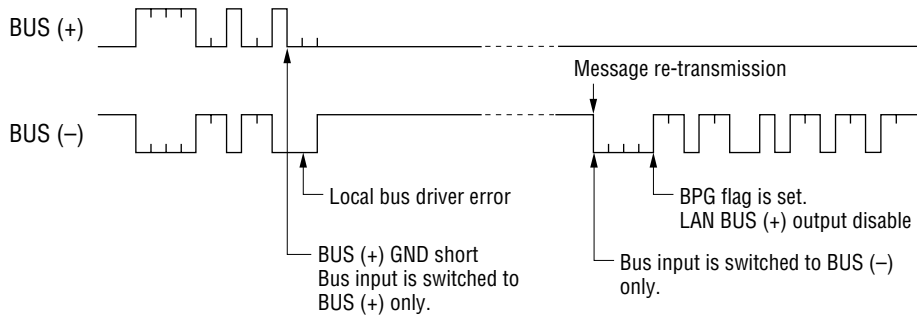 BUS (+)
Message re-transmission
BUS (–)
Local bus driver error
BPG flag is set.
LAN BUS (+) output disable
BUS (+) GND short
Bus input is switched to
BUS (+) only.
Bus input is switched to BUS (–)
only.